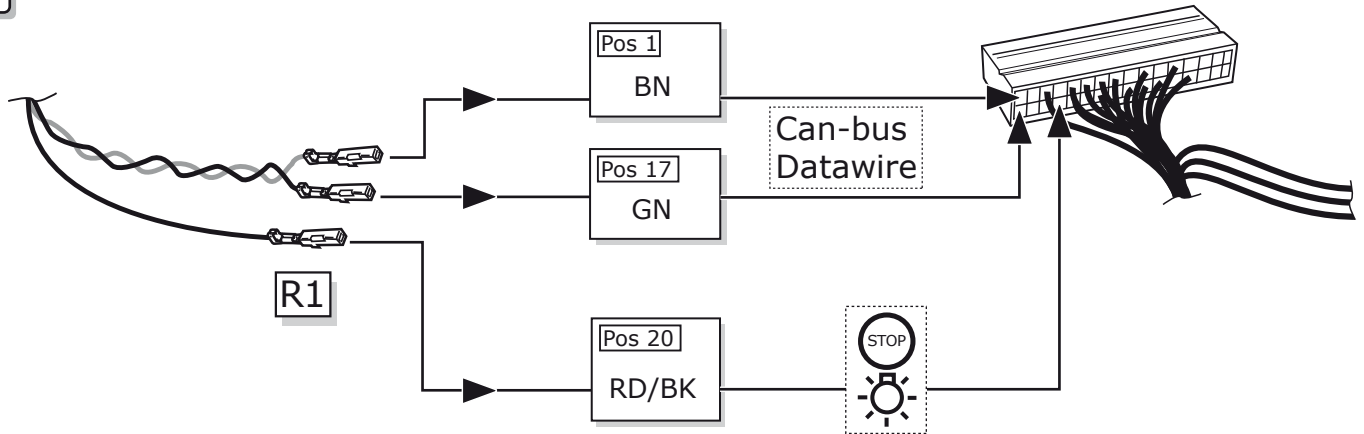 Pos 1
BN
Can-bus
Datawire
Pos 17
GN
R1
Pos 20
RD/BK
STOP